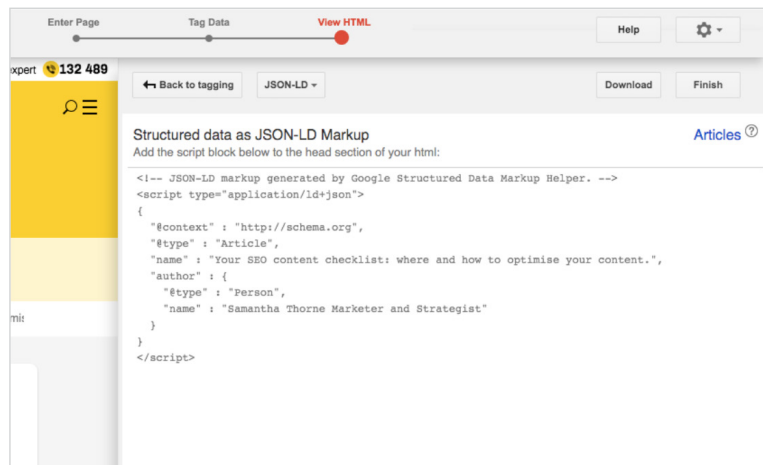 Enter Page
Tag Data
View HTML
Help
expert 132 489
Back to tagging
JSON-LD
Download
Finish
Structured data as JSON-LD Markup
Articles ?
Add the script block below to the head section of your html:
<!-- JSON-LD markup generated by Google Structured Data Markup Helper. -->
<script type="application/ld+json">
{
  "@context" : "http://schema.org",
  "@type" : "Article",
  "name" : "Your SEO content checklist: where and how to optimise your content.",
  "author" : {
    "@type" : "Person",
    "name" : "Samantha Thorne Marketer and Strategist"
  }
}
</script>